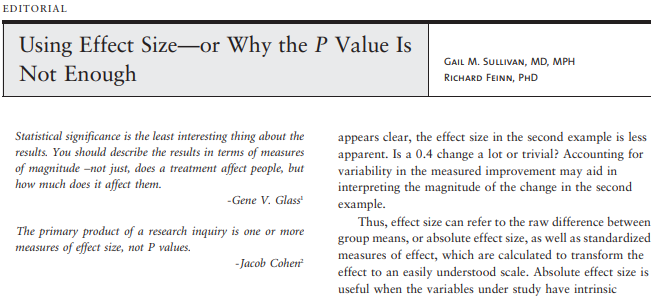 EDITORIAL
Using Effect Size—or Why the P Value Is
Not Enough
GAIL M. SULLIVAN, MD, MPH
RICHARD FEINN, PHD
Statistical significance is the least interesting thing about the
results. You should describe the results in terms of measures
of magnitude –not just, does a treatment affect people, but
how much does it affect them.
-Gene V. Glass¹
The primary product of a research inquiry is one or more
measures of effect size, not P values.
-Jacob Cohen²
appears clear, the effect size in the second example is less
apparent. Is a 0.4 change a lot or trivial? Accounting for
variability in the measured improvement may aid in
interpreting the magnitude of the change in the second
example.
Thus, effect size can refer to the raw difference between
group means, or absolute effect size, as well as standardized
measures of effect, which are calculated to transform the
effect to an easily understood scale. Absolute effect size is
useful when the variables under study have intrinsic